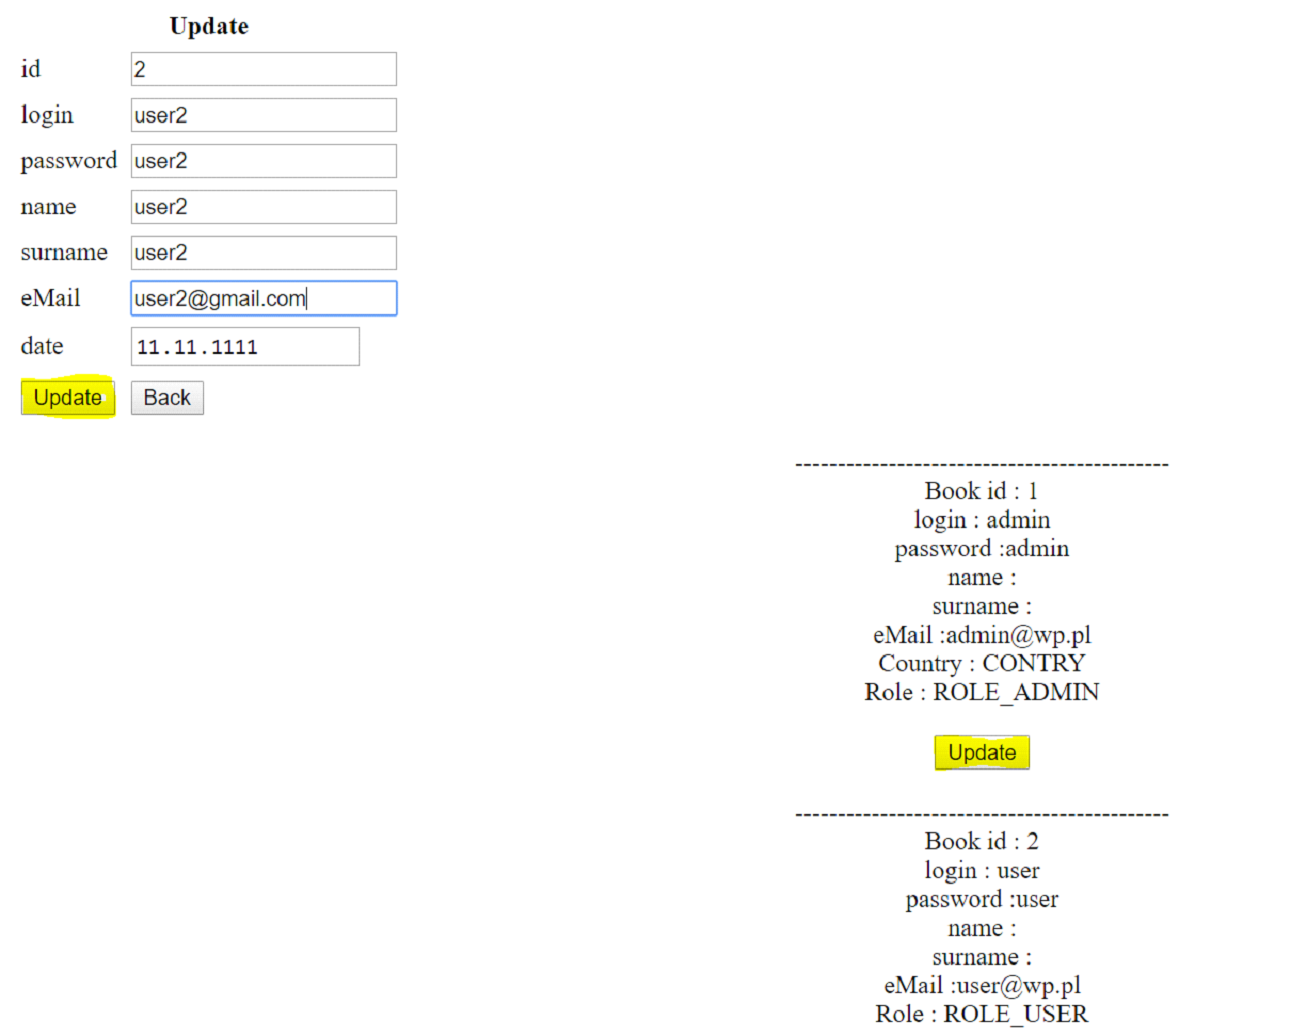 Update
id 2
login user2
password user2
name user2
surname user2
eMail user2@gmail.com
date 11.11.1111
Update Back
--------------------------------------------
Book id : 1
login : admin
password :admin
name :
surname :
eMail :admin@wp.pl
Country : CONTRY
Role : ROLE_ADMIN
Update
--------------------------------------------
Book id : 2
login : user
password :user
name :
surname :
eMail :user@wp.pl
Role : ROLE_USER